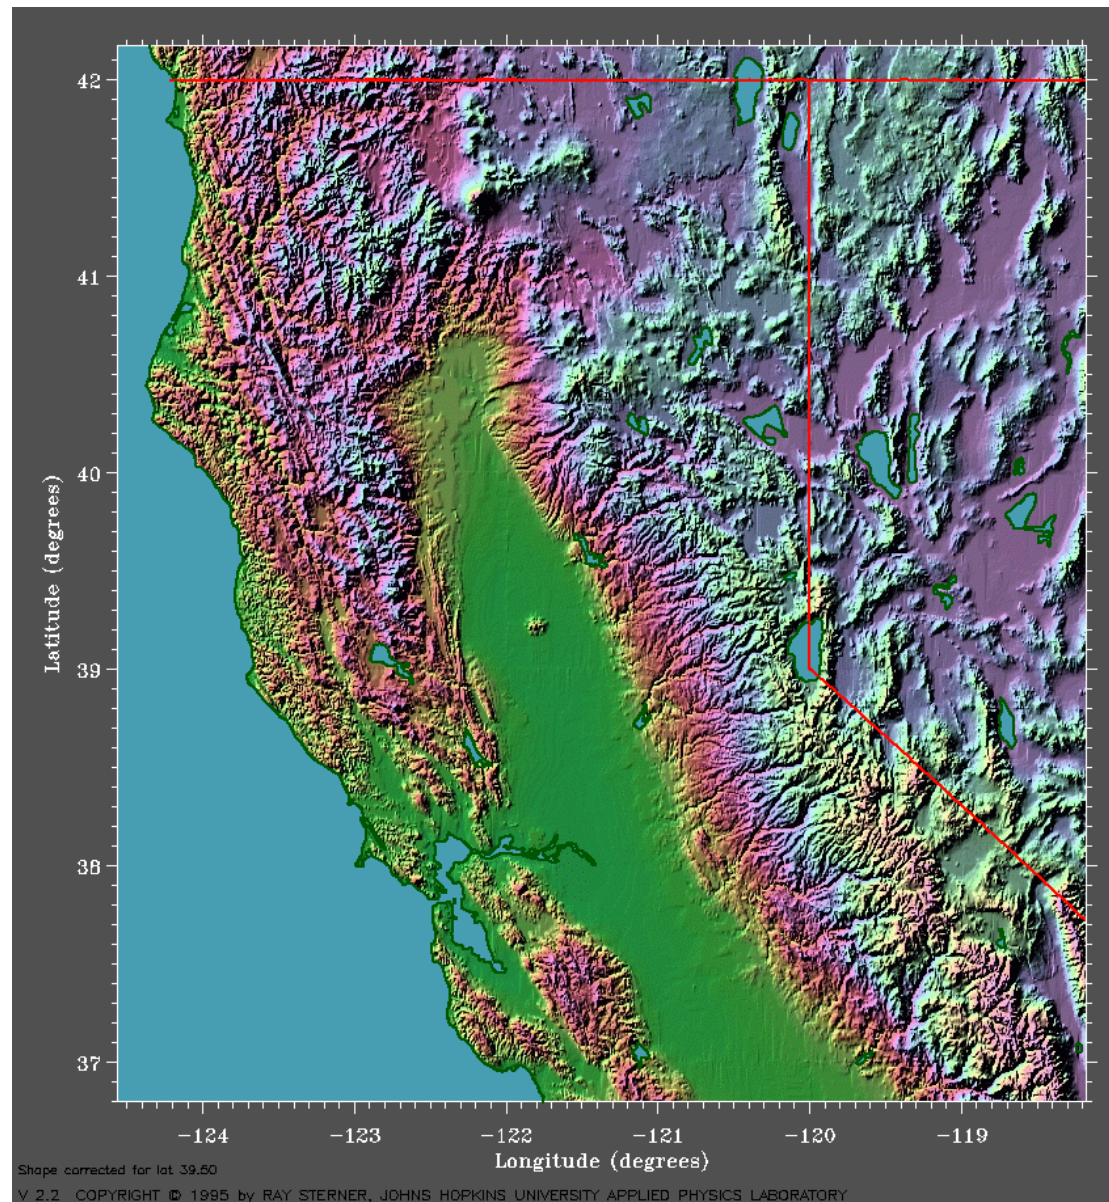 42
41
40
39
38
37
Latitude (degrees)
-124 -123 -122 -121 -120 -119
Longitude (degrees)
Shape corrected for lat 39.60
V 2.2 COPYRIGHT © 1995 by RAY STERNER, JOHNS HOPKINS UNIVERSITY APPLIED PHYSICS LABORATORY